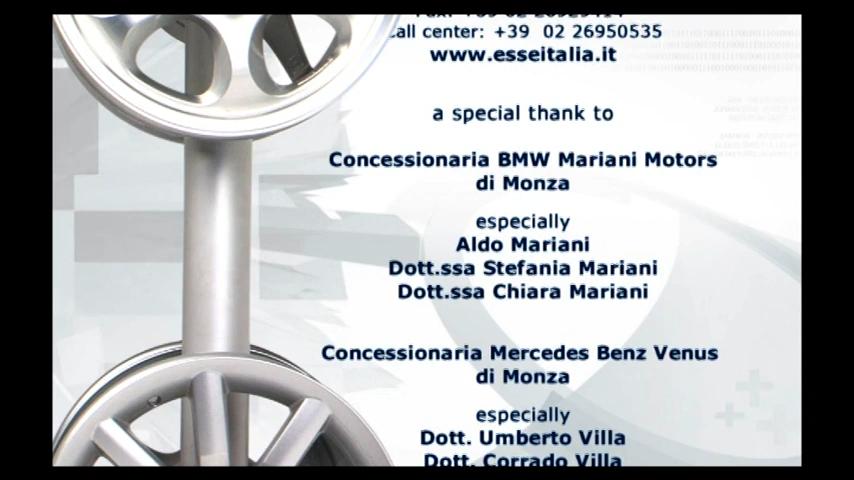 call center: +39 02 26950535
www.esseitalia.it
a special thank to
Concessionaria BMW Mariani Motors
di Monza
especially
Aldo Mariani
Dott.ssa Stefania Mariani
Dott.ssa Chiara Mariani
Concessionaria Mercedes Benz Venus
di Monza
especially
Dott. Umberto Villa
Dott. Corrado Villa